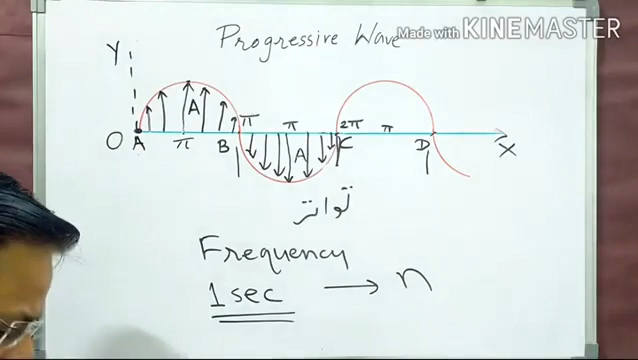 Progressive Wave
Made with KINEMASTER
Y
A
π
π
2π
π
O
A
π
B
A
C
D
X
تواتر
Frequency
1 sec → n